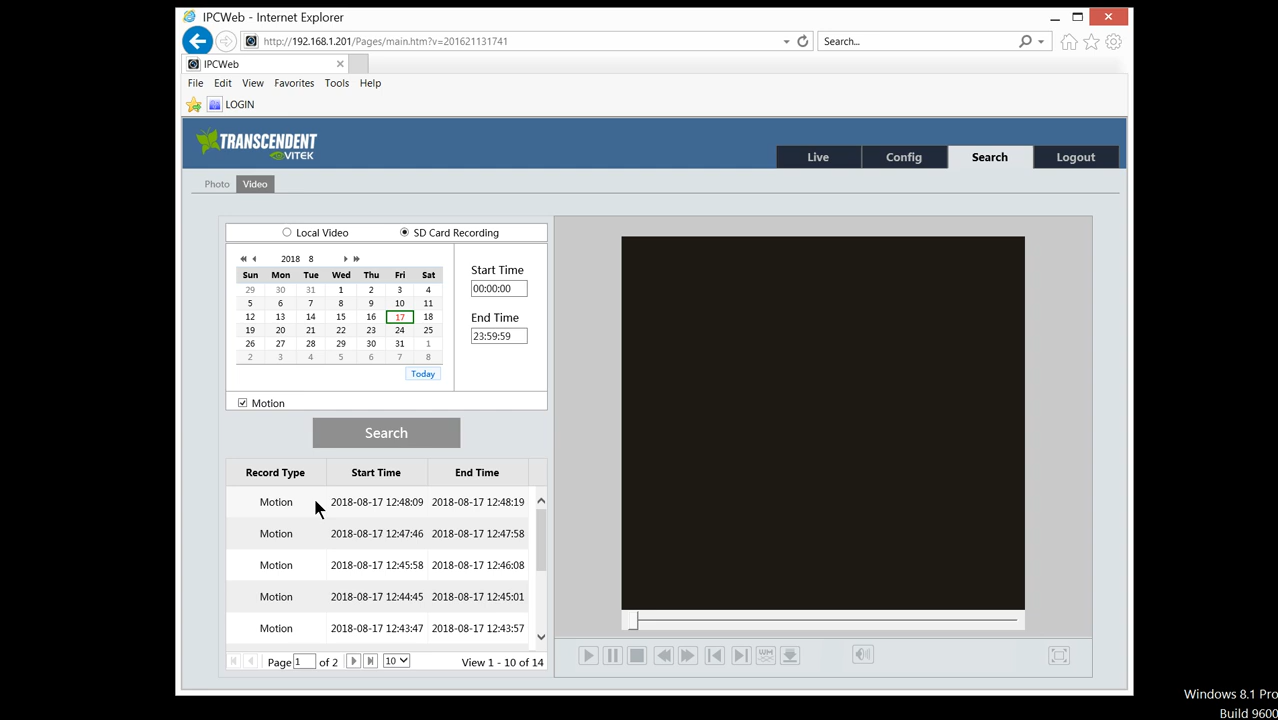 IPCWeb - Internet Explorer
http://192.168.1.201/Pages/main.htm?v=201621131741
Search...
IPCWeb
File Edit View Favorites Tools Help
LOGIN
TRANSCENDENT
VITEK
Live Config Search Logout
Photo Video
Local Video SD Card Recording
2018 8
Sun Mon Tue Wed Thu Fri Sat
29 30 31 1 2 3 4
5 6 7 8 9 10 11
12 13 14 15 16 17 18
19 20 21 22 23 24 25
26 27 28 29 30 31 1
2 3 4 5 6 7 8
Today
Start Time
00:00:00
End Time
23:59:59
Motion
Search
Record Type Start Time End Time
Motion 2018-08-17 12:48:09 2018-08-17 12:48:19
Motion 2018-08-17 12:47:46 2018-08-17 12:47:58
Motion 2018-08-17 12:45:58 2018-08-17 12:46:08
Motion 2018-08-17 12:44:45 2018-08-17 12:45:01
Motion 2018-08-17 12:43:47 2018-08-17 12:43:57
Page 1 of 2 10 View 1 - 10 of 14
WH
Windows 8.1 Pro
Build 9600